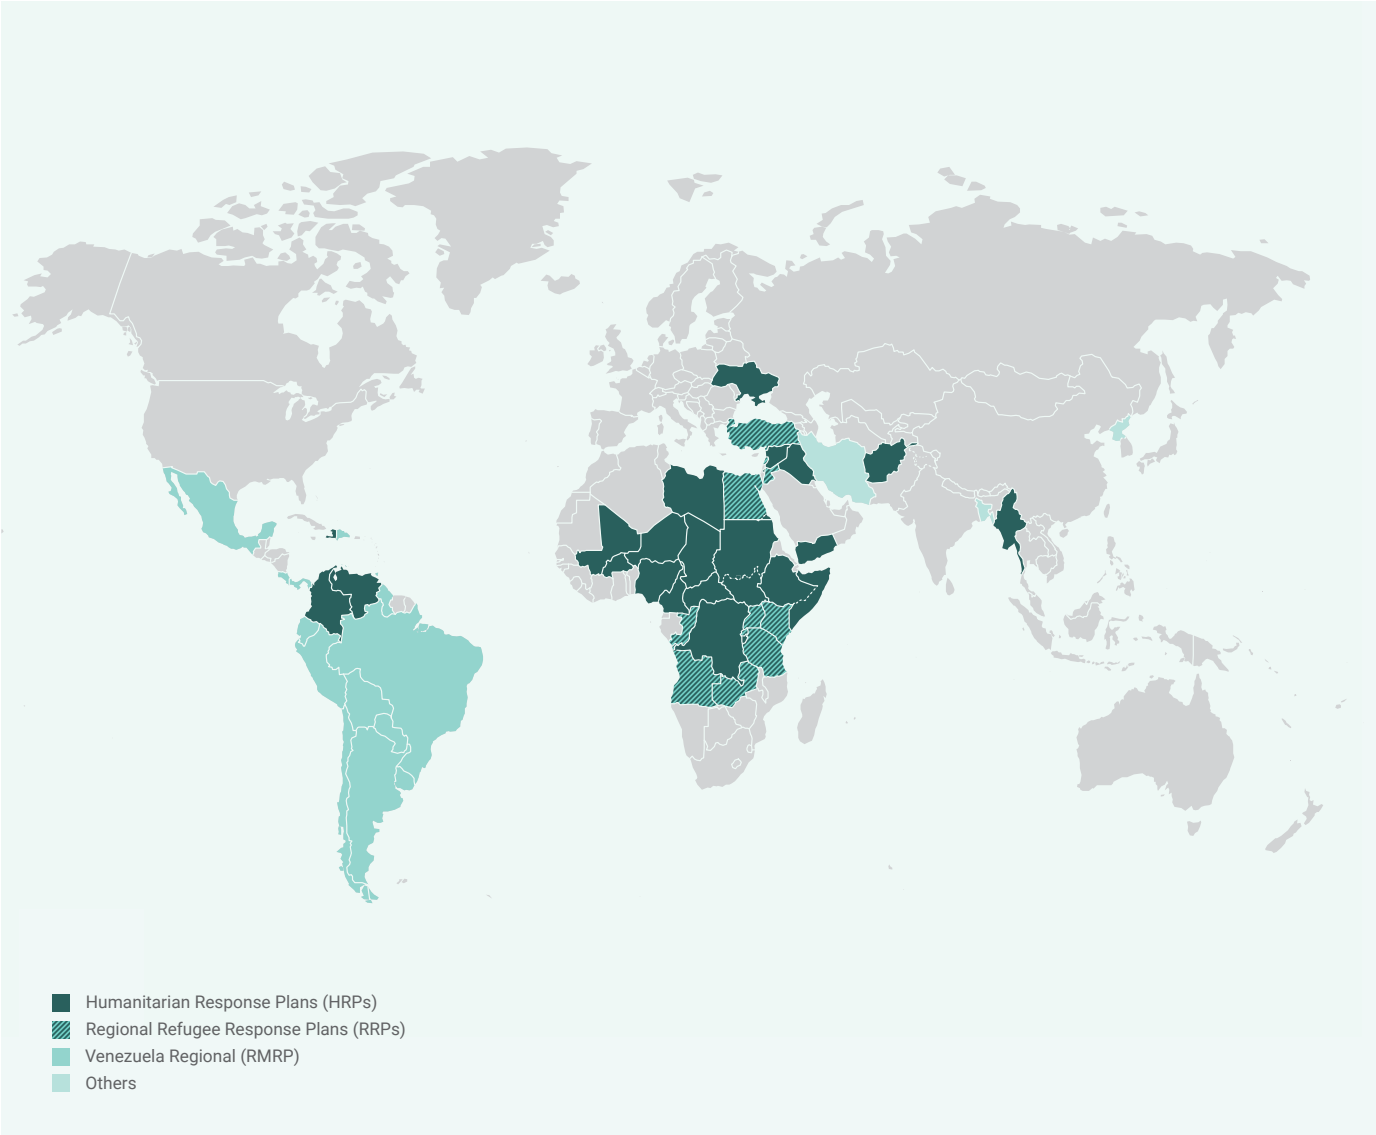 Humanitarian Response Plans (HRPs)
Regional Refugee Response Plans (RRPs)
Venezuela Regional (RMRP)
Others